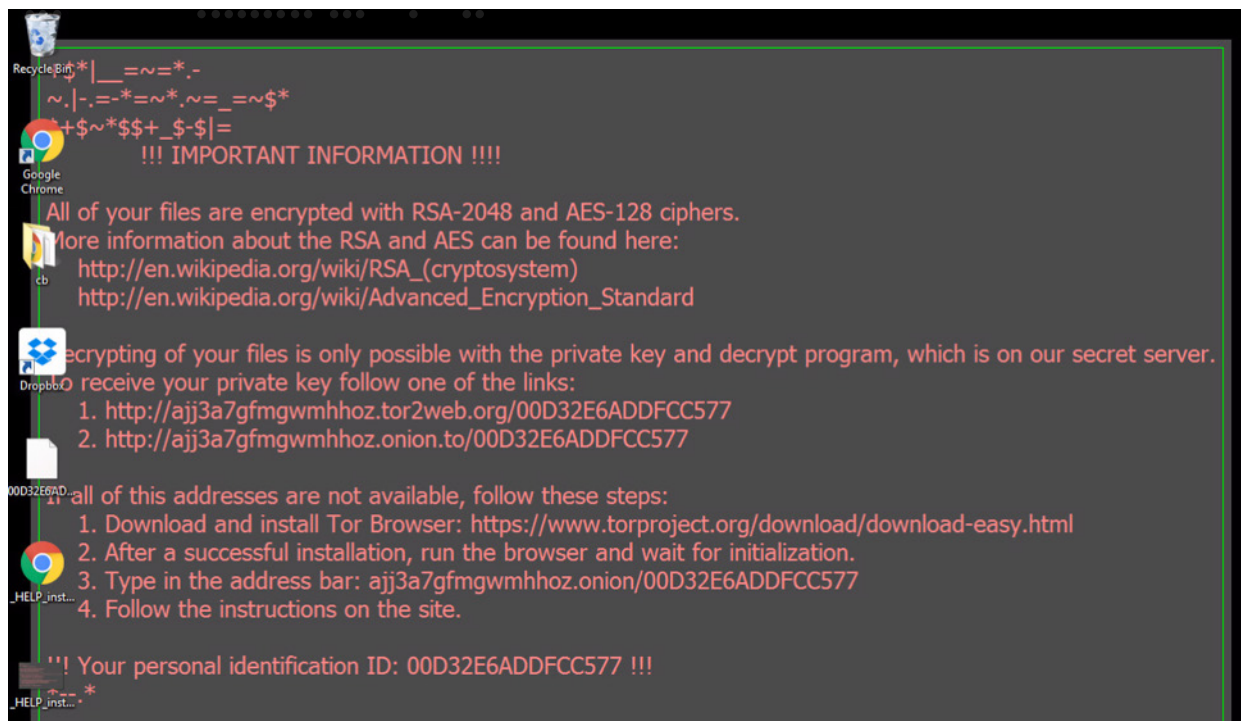 Recycle Bin
$*|__=~=*.-
~.|-.=-*=~*.~=_=~$*
+$~*$$+_$-$|=
!!! IMPORTANT INFORMATION !!!!
Google
Chrome
All of your files are encrypted with RSA-2048 and AES-128 ciphers.
More information about the RSA and AES can be found here:
http://en.wikipedia.org/wiki/RSA_(cryptosystem)
cb
http://en.wikipedia.org/wiki/Advanced_Encryption_Standard
ecrypting of your files is only possible with the private key and decrypt program, which is on our secret server.
Dropbox
To receive your private key follow one of the links:
1. http://ajj3a7gfmgwmhhoz.tor2web.org/00D32E6ADDFCC577
2. http://ajj3a7gfmgwmhhoz.onion.to/00D32E6ADDFCC577
00D32E6AD...
If all of this addresses are not available, follow these steps:
1. Download and install Tor Browser: https://www.torproject.org/download/download-easy.html
2. After a successful installation, run the browser and wait for initialization.
3. Type in the address bar: ajj3a7gfmgwmhhoz.onion/00D32E6ADDFCC577
_HELP_inst...
4. Follow the instructions on the site.
!!! Your personal identification ID: 00D32E6ADDFCC577 !!!
_HELP_inst...
*--.*